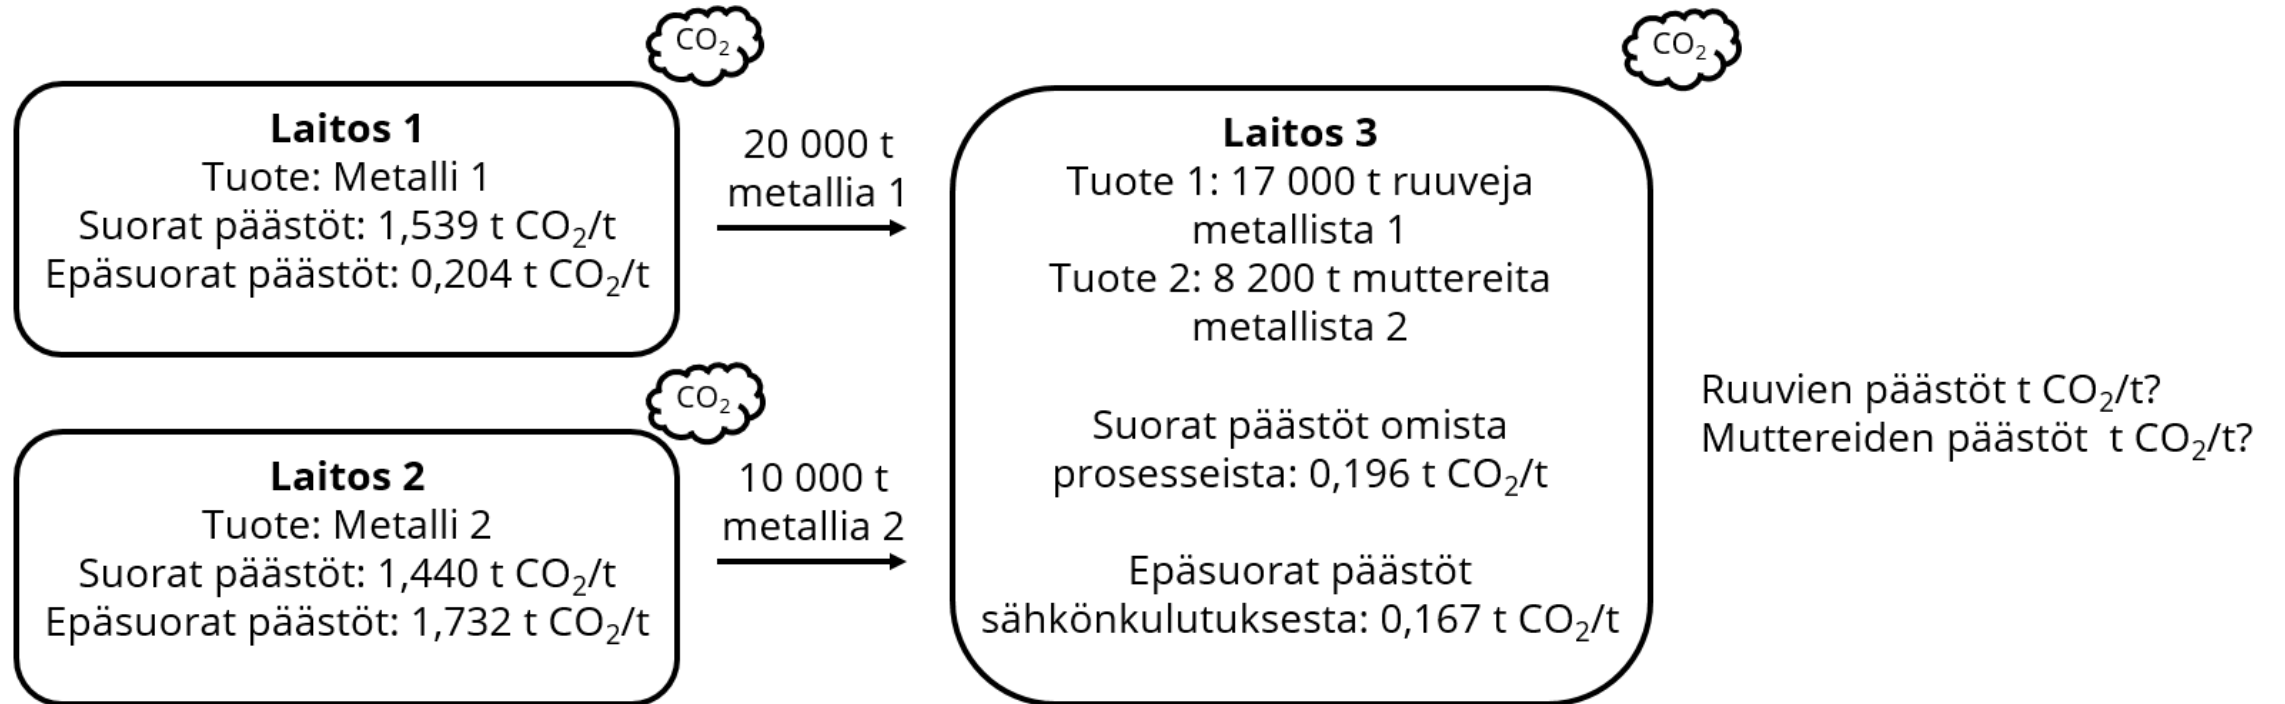 CO₂
Laitos 1
Tuote: Metalli 1
Suorat päästöt: 1,539 t CO₂/t
Epäsuorat päästöt: 0,204 t CO₂/t
20 000 t
metallia 1
CO₂
Laitos 2
Tuote: Metalli 2
Suorat päästöt: 1,440 t CO₂/t
Epäsuorat päästöt: 1,732 t CO₂/t
10 000 t
metallia 2
CO₂
Laitos 3
Tuote 1: 17 000 t ruuveja
metallista 1
Tuote 2: 8 200 t muttereita
metallista 2
Suorat päästöt omista
prosesseista: 0,196 t CO₂/t
Epäsuorat päästöt
sähkönkulutuksesta: 0,167 t CO₂/t
Ruuvien päästöt t CO₂/t?
Muttereiden päästöt  t CO₂/t?